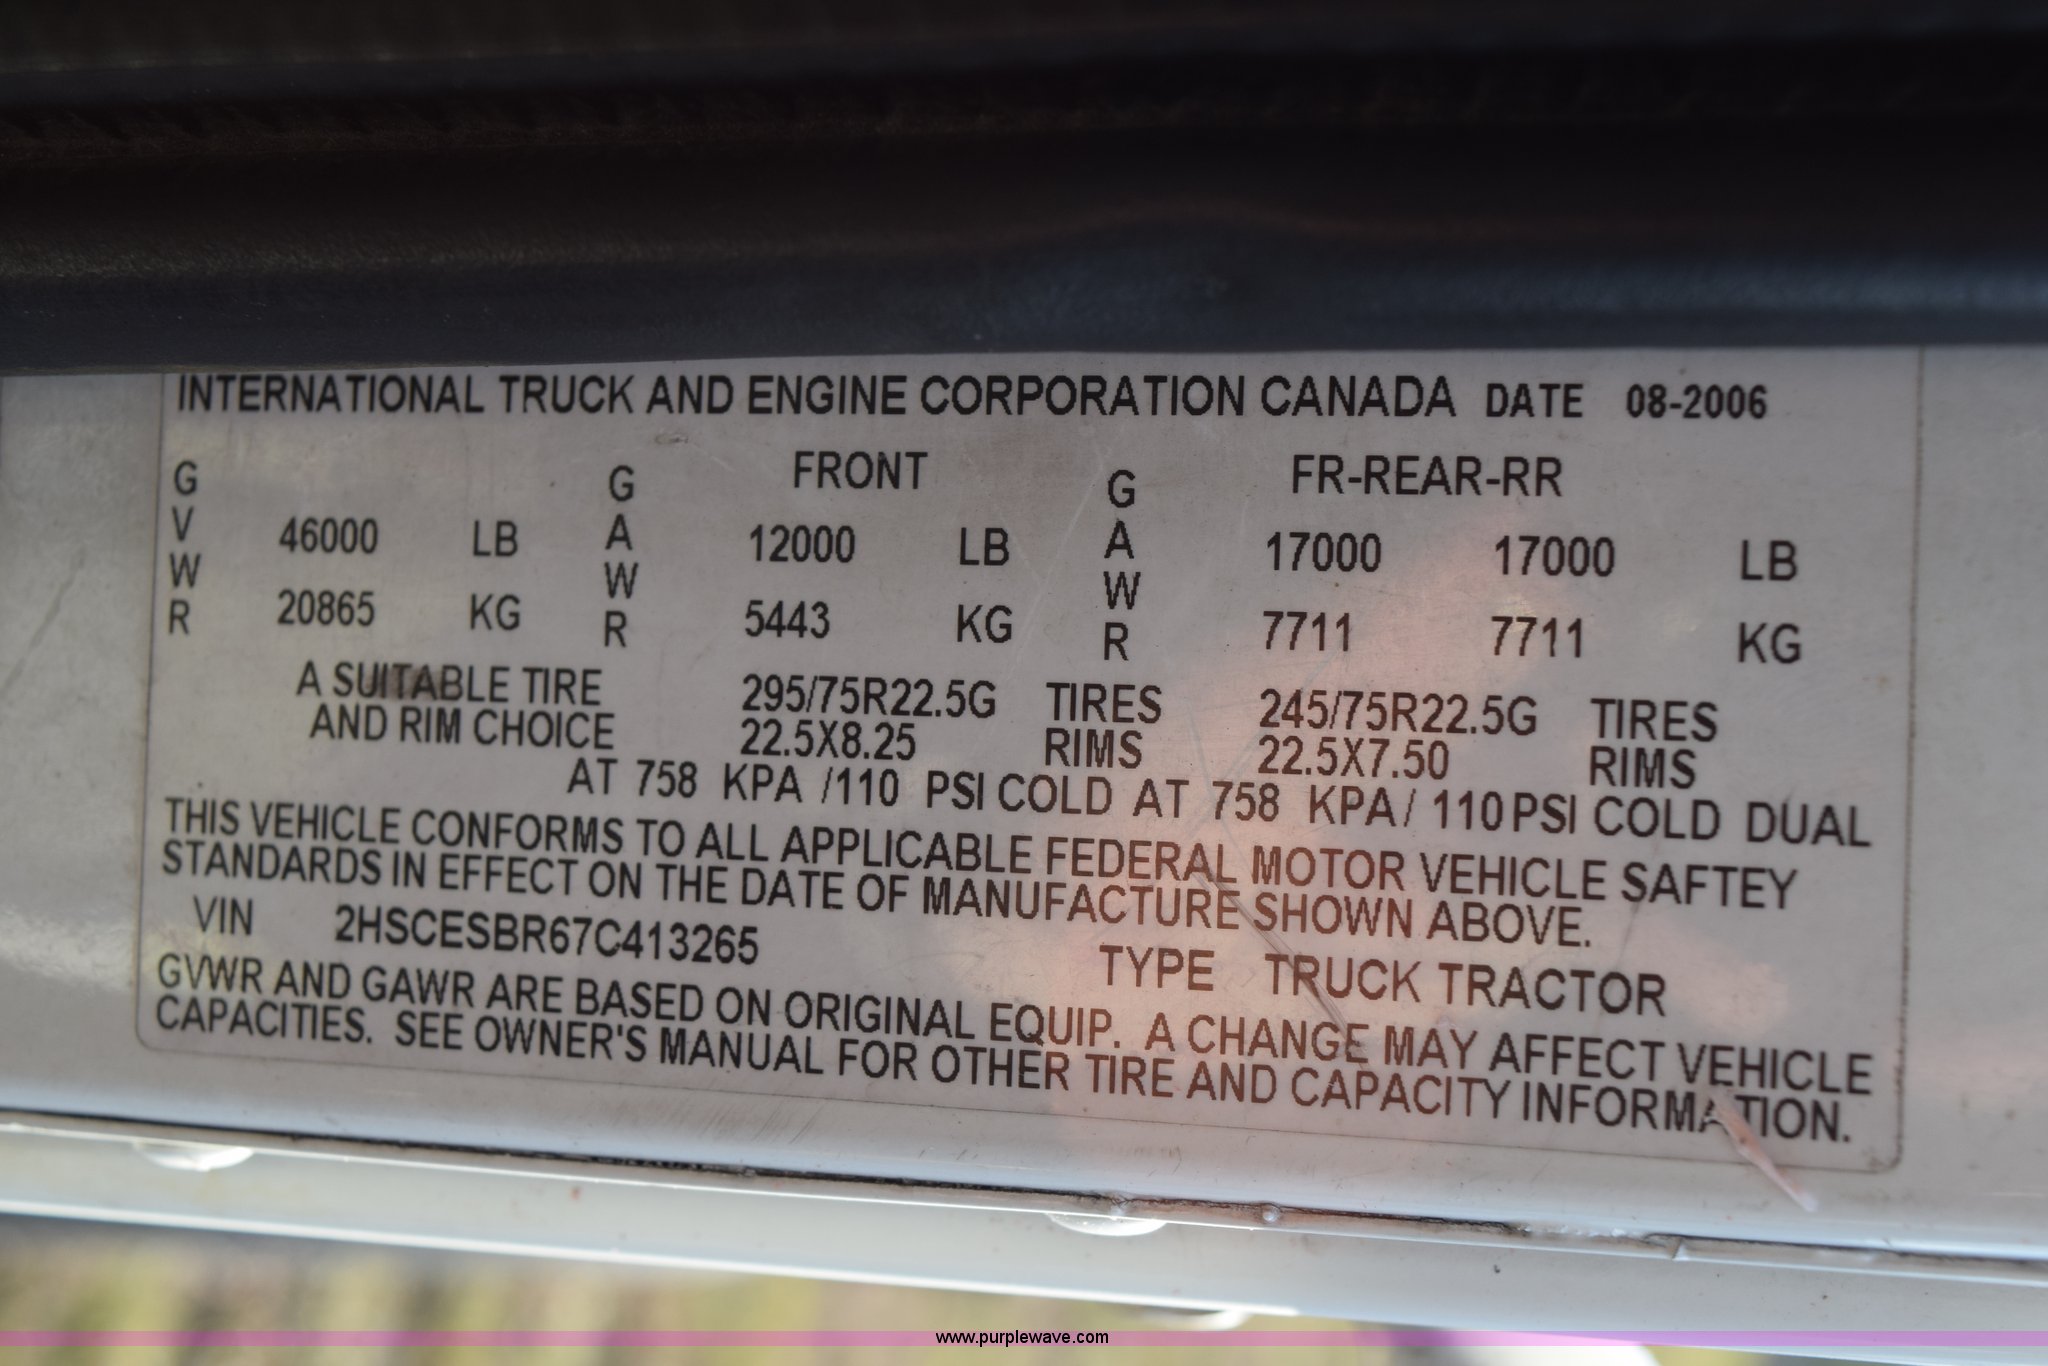 INTERNATIONAL TRUCK AND ENGINE CORPORATION CANADA DATE 08-2006
GVWR 46000 LB 20865 KG
GAWR FRONT 12000 LB 5443 KG
GAWR FR-REAR-RR 17000 17000 LB 7711 7711 KG
A SUITABLE TIRE 295/75R22.5G TIRES 245/75R22.5G TIRES
AND RIM CHOICE 22.5X8.25 RIMS 22.5X7.50 RIMS
AT 758 KPA /110 PSI COLD AT 758 KPA/ 110 PSI COLD DUAL
THIS VEHICLE CONFORMS TO ALL APPLICABLE FEDERAL MOTOR VEHICLE SAFTEY
STANDARDS IN EFFECT ON THE DATE OF MANUFACTURE SHOWN ABOVE.
VIN 2HSCESBR67C413265 TYPE TRUCK TRACTOR
GVWR AND GAWR ARE BASED ON ORIGINAL EQUIP. A CHANGE MAY AFFECT VEHICLE
CAPACITIES. SEE OWNER'S MANUAL FOR OTHER TIRE AND CAPACITY INFORMATION.
www.purplewave.com